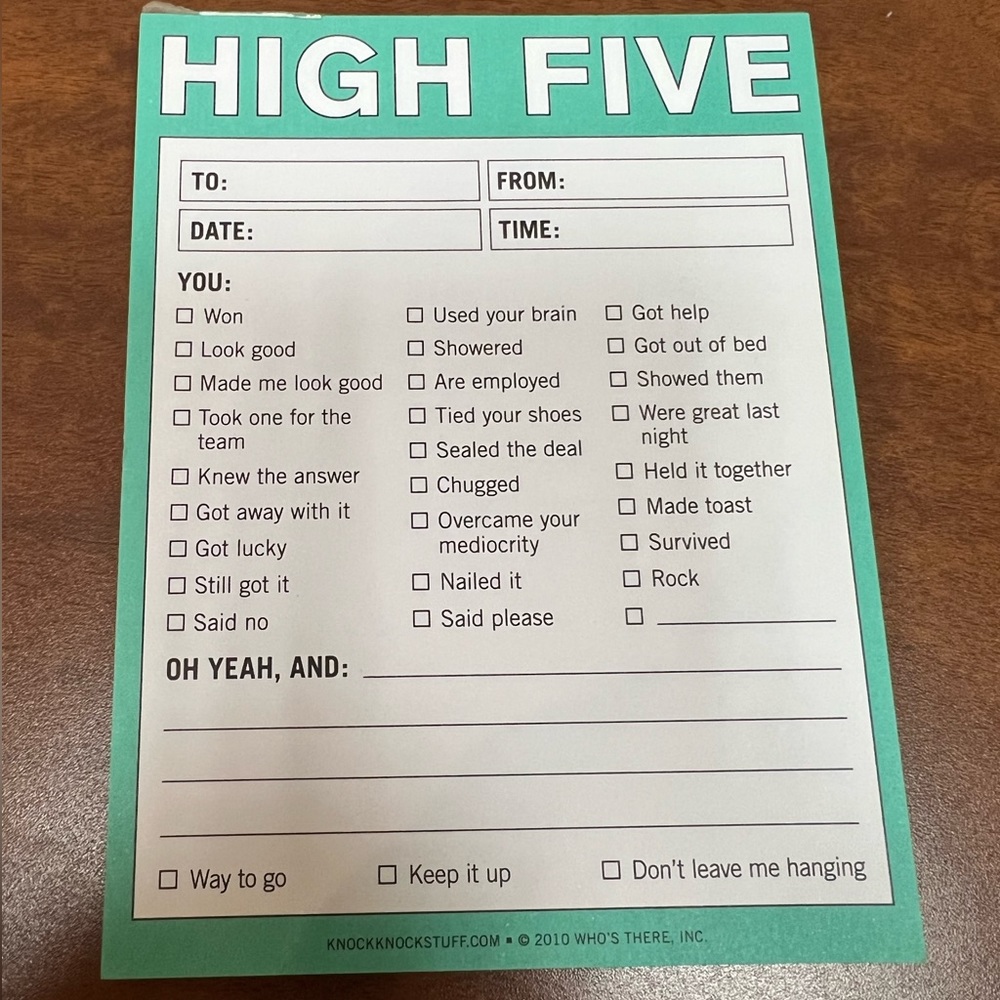 HIGH FIVE
TO:
FROM:
DATE:
TIME:
YOU:
Won
Look good
Made me look good
Took one for the
team
Knew the answer
Got away with it
Got lucky
Still got it
Said no
Used your brain
Showered
Are employed
Tied your shoes
Sealed the deal
Chugged
Overcame your
mediocrity
Nailed it
Said please
Got help
Got out of bed
Showed them
Were great last
night
Held it together
Made toast
Survived
Rock
OH YEAH, AND:
Way to go
Keep it up
Don't leave me hanging
KNOCKKNOCKSTUFF.COM ▪ © 2010 WHO'S THERE, INC.